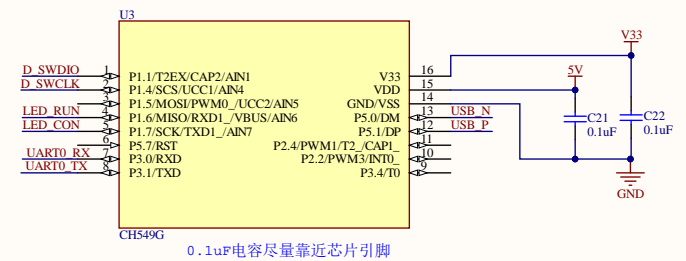 U3
D_SWDIO 1 P1.1/T2EX/CAP2/AIN1
D_SWCLK 2 P1.4/SCS/UCC1/AIN4
3 P1.5/MOSI/PWM0_/UCC2/AIN5
LED_RUN 4 P1.6/MISO/RXD1_/VBUS/AIN6
LED_CON 5 P1.7/SCK/TXD1_/AIN7
6 P5.7/RST
UART0_RX 7 P3.0/RXD
UART0_TX 8 P3.1/TXD
V33 16
VDD 15
GND/VSS 14
P5.0/DM 13 USB_N
P5.1/DP 12 USB_P
P2.4/PWM1/T2_/CAP1_ 11
P2.2/PWM3/INT0_ 10
P3.4/T0 9
V33
5V
C21
0.1uF
C22
0.1uF
GND
CH549G
0.1uF电容尽量靠近芯片引脚